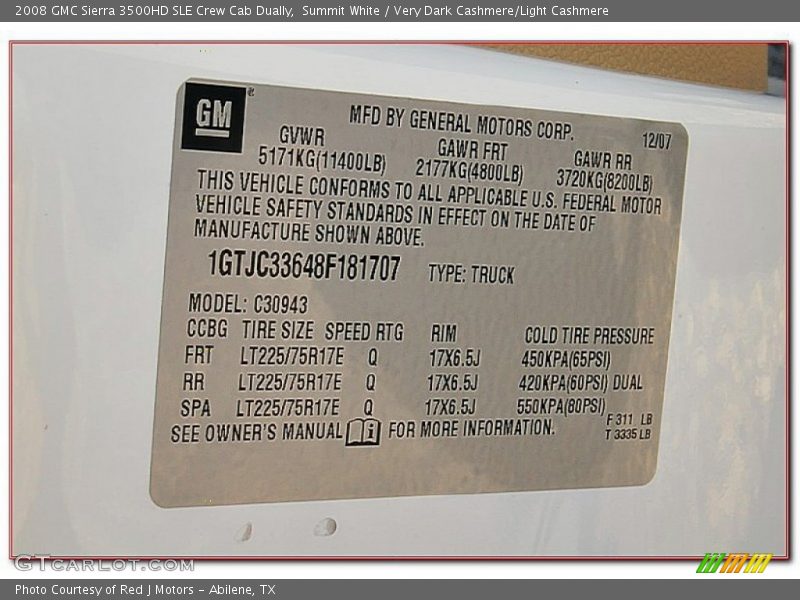 2008 GMC Sierra 3500HD SLE Crew Cab Dually, Summit White / Very Dark Cashmere/Light Cashmere
GM ®
MFD BY GENERAL MOTORS CORP. 12/07
GVWR GAWR FRT GAWR RR
5171KG(11400LB) 2177KG(4800LB) 3720KG(8200LB)
THIS VEHICLE CONFORMS TO ALL APPLICABLE U.S. FEDERAL MOTOR
VEHICLE SAFETY STANDARDS IN EFFECT ON THE DATE OF
MANUFACTURE SHOWN ABOVE.
1GTJC33648F181707 TYPE: TRUCK
MODEL: C30943
CCBG TIRE SIZE SPEED RTG RIM COLD TIRE PRESSURE
FRT LT225/75R17E Q 17X6.5J 450KPA(65PSI)
RR LT225/75R17E Q 17X6.5J 420KPA(60PSI) DUAL
SPA LT225/75R17E Q 17X6.5J 550KPA(80PSI)
SEE OWNER'S MANUAL i FOR MORE INFORMATION.
F 311 LB
T 3335 LB
GTCARLOT.COM
Photo Courtesy of Red J Motors – Abilene, TX